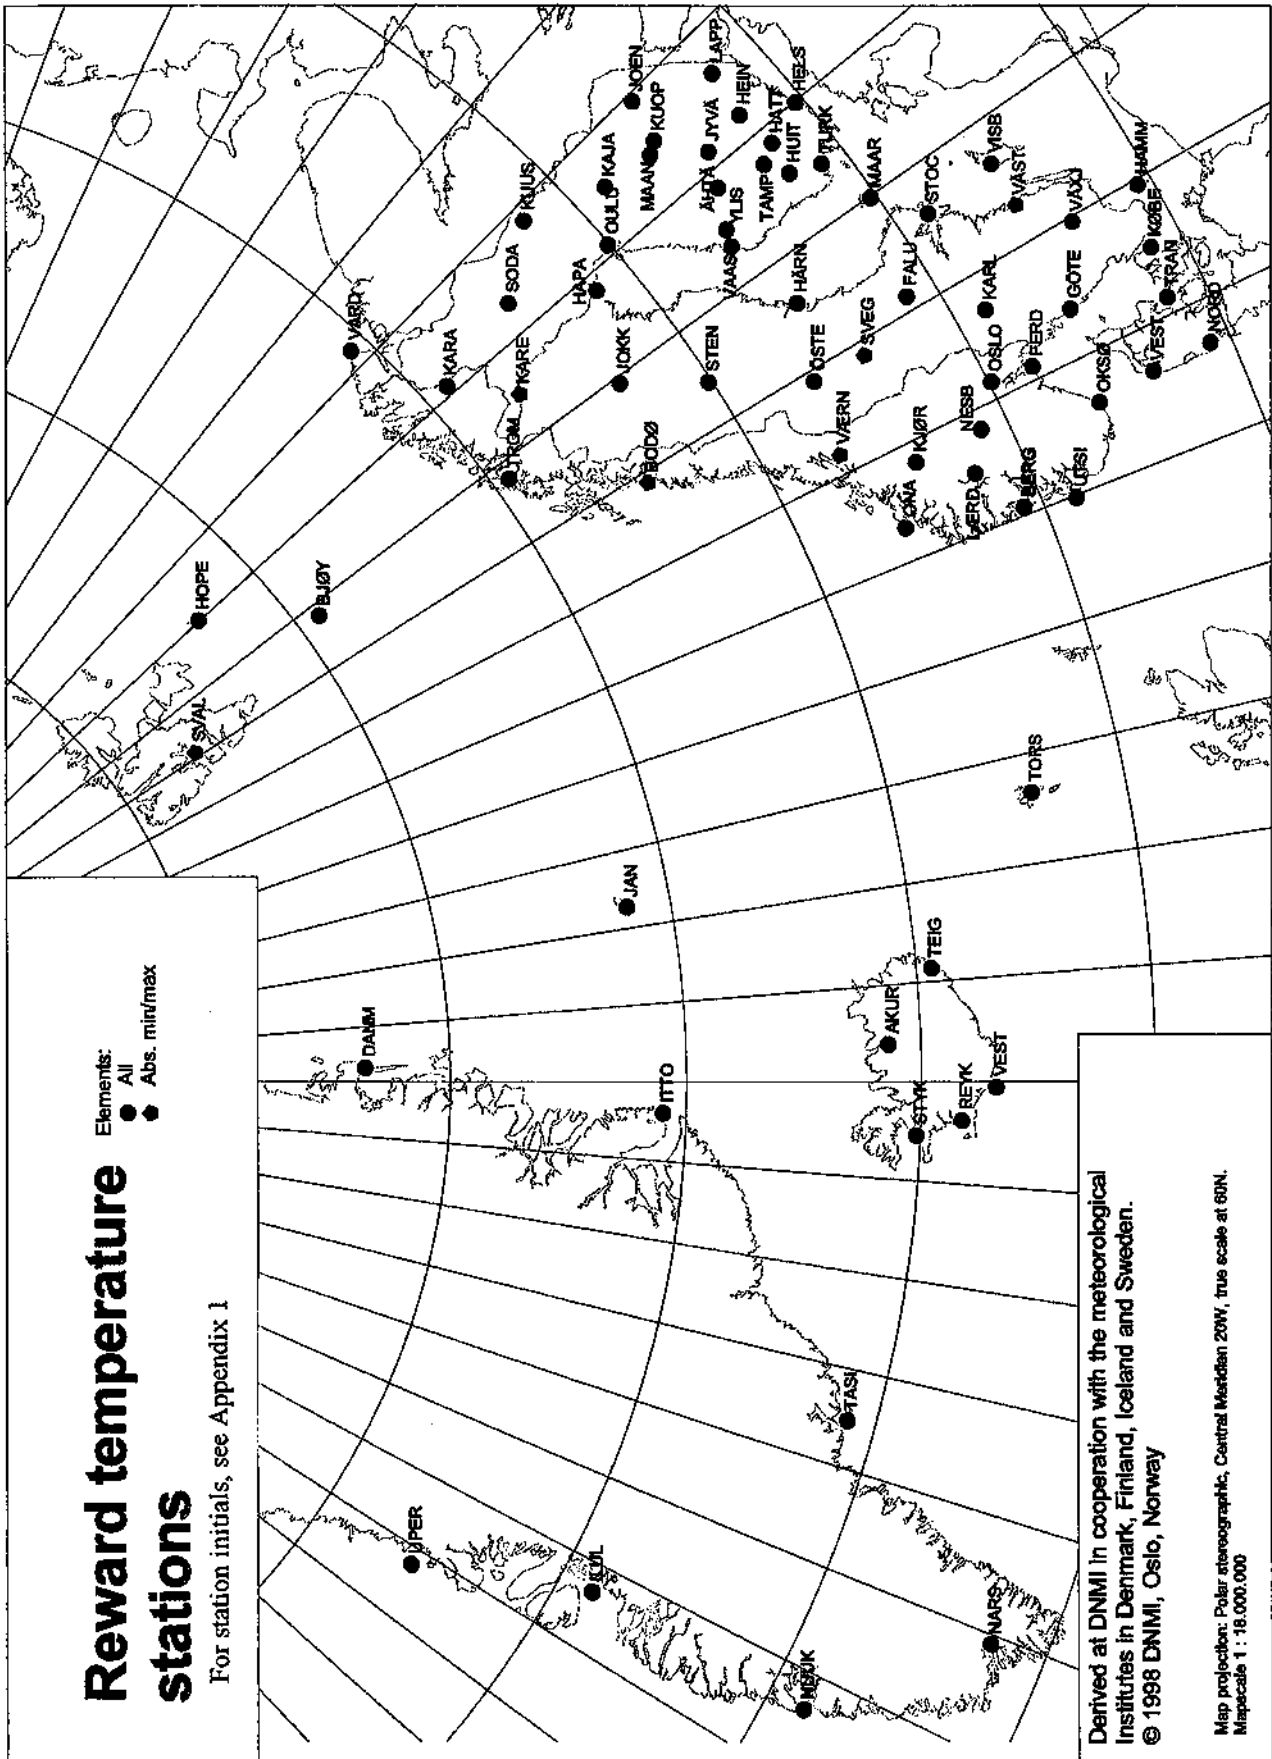 Reward temperature
stations
For station initials, see Appendix 1
Elements:
All
Abs. min/max
UPER
ILUL
NUUK
NARS
TASI
DANM
ITTO
STYK
REYK
VEST
AKUR
TEIG
JAN
TORS
SVAL
HOPE
BJØY
VARD
KARA
KARE
TROM
BODØ
SODA
KUUS
HAPA
OULU
KAJA
JOEN
KUOP
MAAN
LAPP
JYVÄ
HEIN
ÄHTÄ
YLIS
VAAS
TAMP
HATT
HUIT
HELS
TURK
MAAR
JOKK
STEN
HÄRN
ÖSTE
SVEG
FALU
STOC
VISB
VÄST
VÄXJ
KARL
GÖTE
VÆRN
KJØR
ONA
NESB
OSLO
FERD
LÆRD
BERG
UTSI
OKSØ
HAMM
KØBE
TRAN
VEST
NORD
Derived at DNMI in cooperation with the meteorological
Institutes in Denmark, Finland, Iceland and Sweden.
© 1998 DNMI, Oslo, Norway
Map projection: Polar stereographic, Central Meridian 20W, true scale at 60N.
Mapscale 1 : 18.000.000